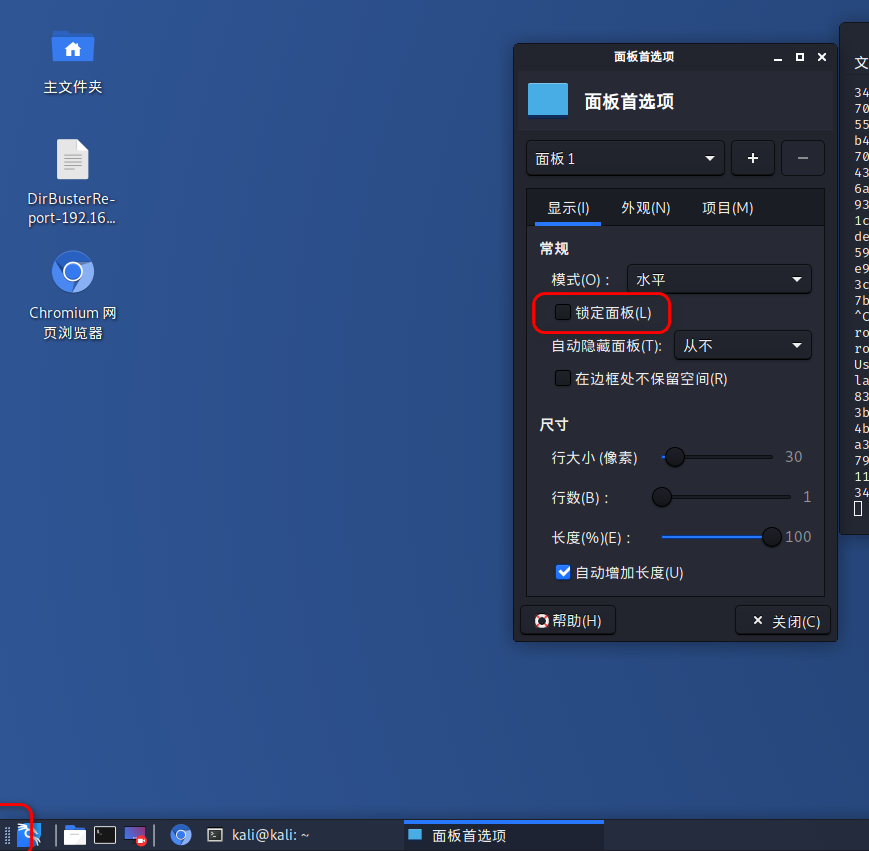 主文件夹
DirBusterRe-
port-192.16...
Chromium 网
页浏览器
面板首选项
面板首选项
面板 1
显示(I)
外观(N)
项目(M)
常规
模式(O)：
水平
锁定面板(L)
自动隐藏面板(T):
从不
在边框处不保留空间(R)
尺寸
行大小 (像素)
30
行数(B)：
1
长度(%)(E)：
100
自动增加长度(U)
帮助(H)
关闭(C)
文
34
70
55
b4
70
43
6a
93
1c
de
59
e9
3c
7b
^C
ro
ro
Us
la
83
3b
4b
a3
79
11
34
kali@kali: ~
面板首选项